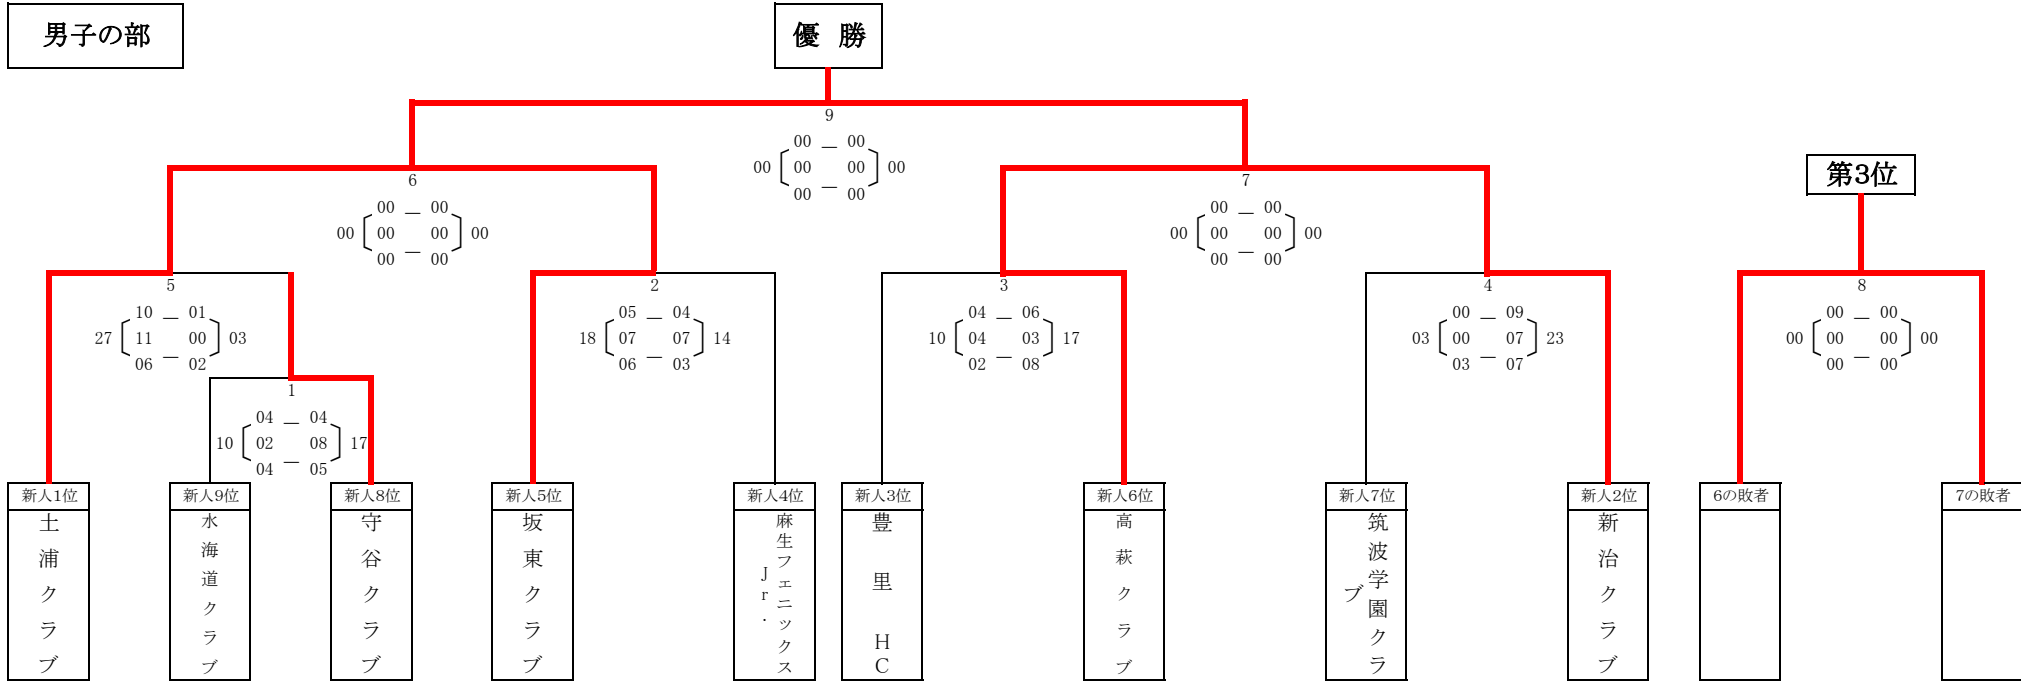 男子の部
優 勝
9
00 － 00
00 00 00 00
00 － 00
第3位
6
00 － 00
00 00 00 00
00 － 00
7
00 － 00
00 00 00 00
00 － 00
5
10 － 01
27 11 00 03
06 － 02
2
05 － 04
18 07 07 14
06 － 03
3
04 － 06
10 04 03 17
02 － 08
4
00 － 09
03 00 07 23
03 － 07
8
00 － 00
00 00 00 00
00 － 00
1
04 － 04
10 02 08 17
04 － 05
新人1位
土浦クラブ
新人9位
水海道クラブ
新人8位
守谷クラブ
新人5位
坂東クラブ
新人4位
麻生フェニックス
Jr.
新人3位
豊里HC
新人6位
高萩クラブ
新人7位
筑波学園クラ
ブ
新人2位
新治クラブ
6の敗者
7の敗者